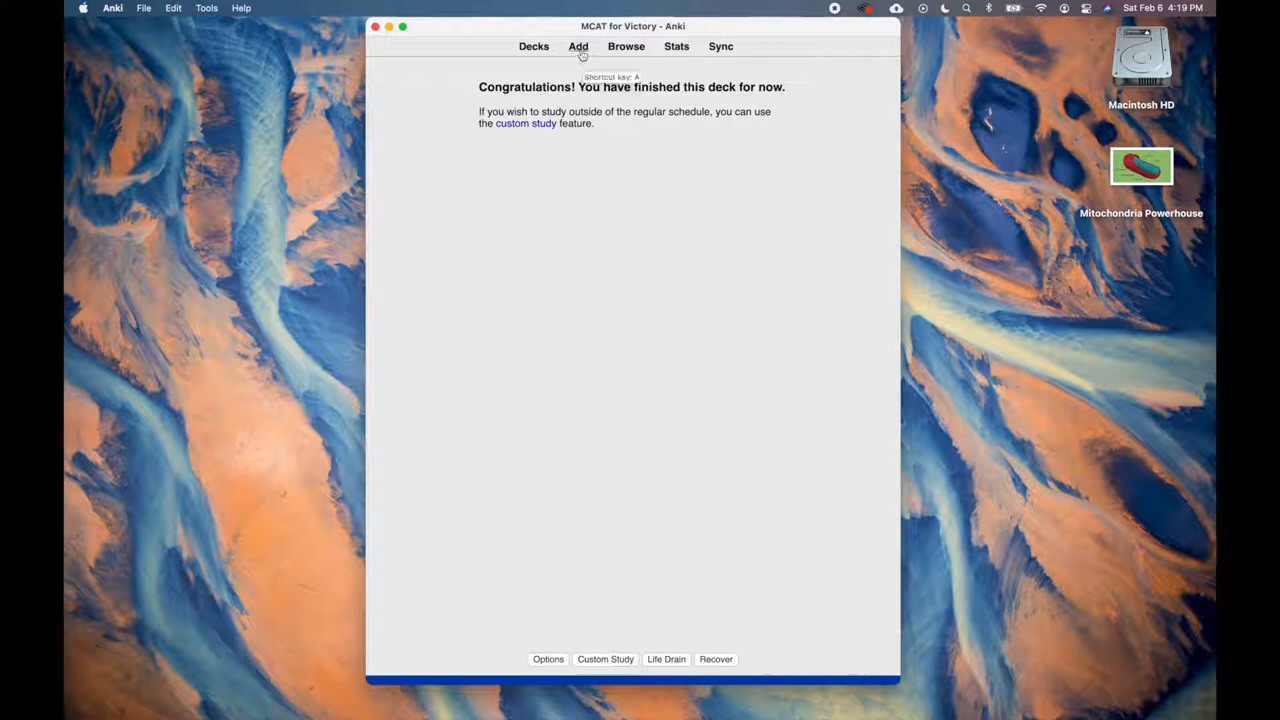 Anki File Edit Tools Help
Sat Feb 6 4:19 PM
MCAT for Victory - Anki
Decks Add Browse Stats Sync
Shortcut key: A
Congratulations! You have finished this deck for now.
If you wish to study outside of the regular schedule, you can use
the custom study feature.
Options Custom Study Life Drain Recover
Macintosh HD
Mitochondria Powerhouse